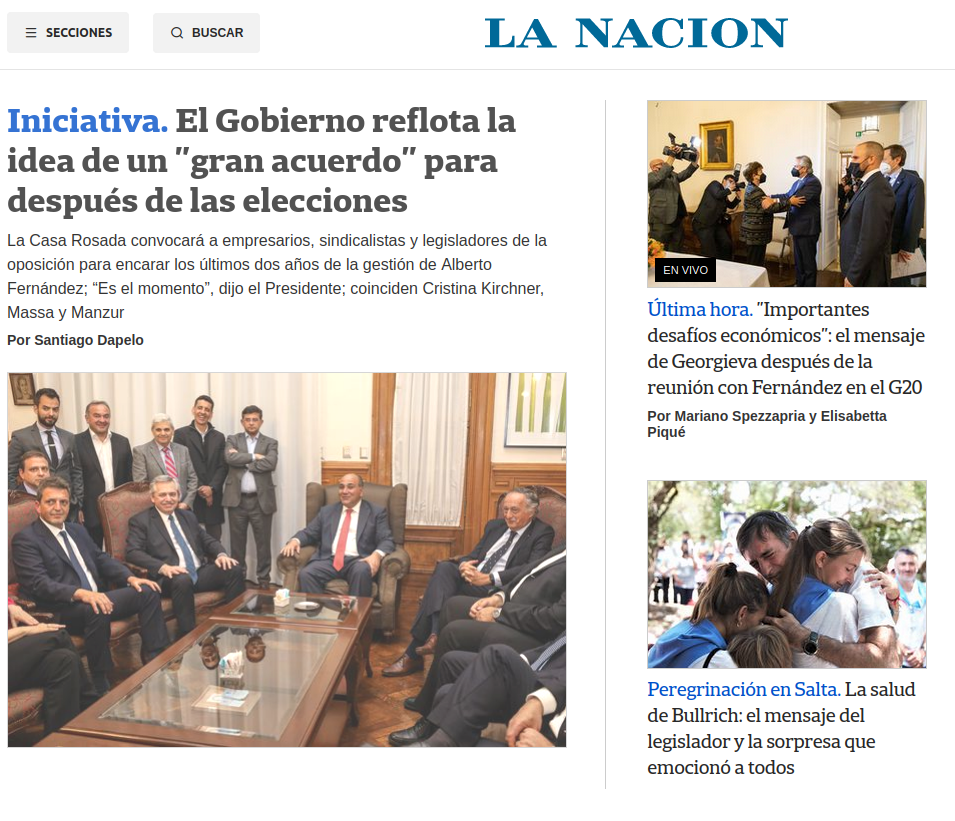 SECCIONES
BUSCAR
LA NACION
Iniciativa. El Gobierno reflota la
idea de un "gran acuerdo" para
después de las elecciones
La Casa Rosada convocará a empresarios, sindicalistas y legisladores de la
oposición para encarar los últimos dos años de la gestión de Alberto
Fernández; “Es el momento”, dijo el Presidente; coinciden Cristina Kirchner,
Massa y Manzur
Por Santiago Dapelo
EN VIVO
Última hora. "Importantes
desafíos económicos": el mensaje
de Georgieva después de la
reunión con Fernández en el G20
Por Mariano Spezzapria y Elisabetta
Piqué
Peregrinación en Salta. La salud
de Bullrich: el mensaje del
legislador y la sorpresa que
emocionó a todos